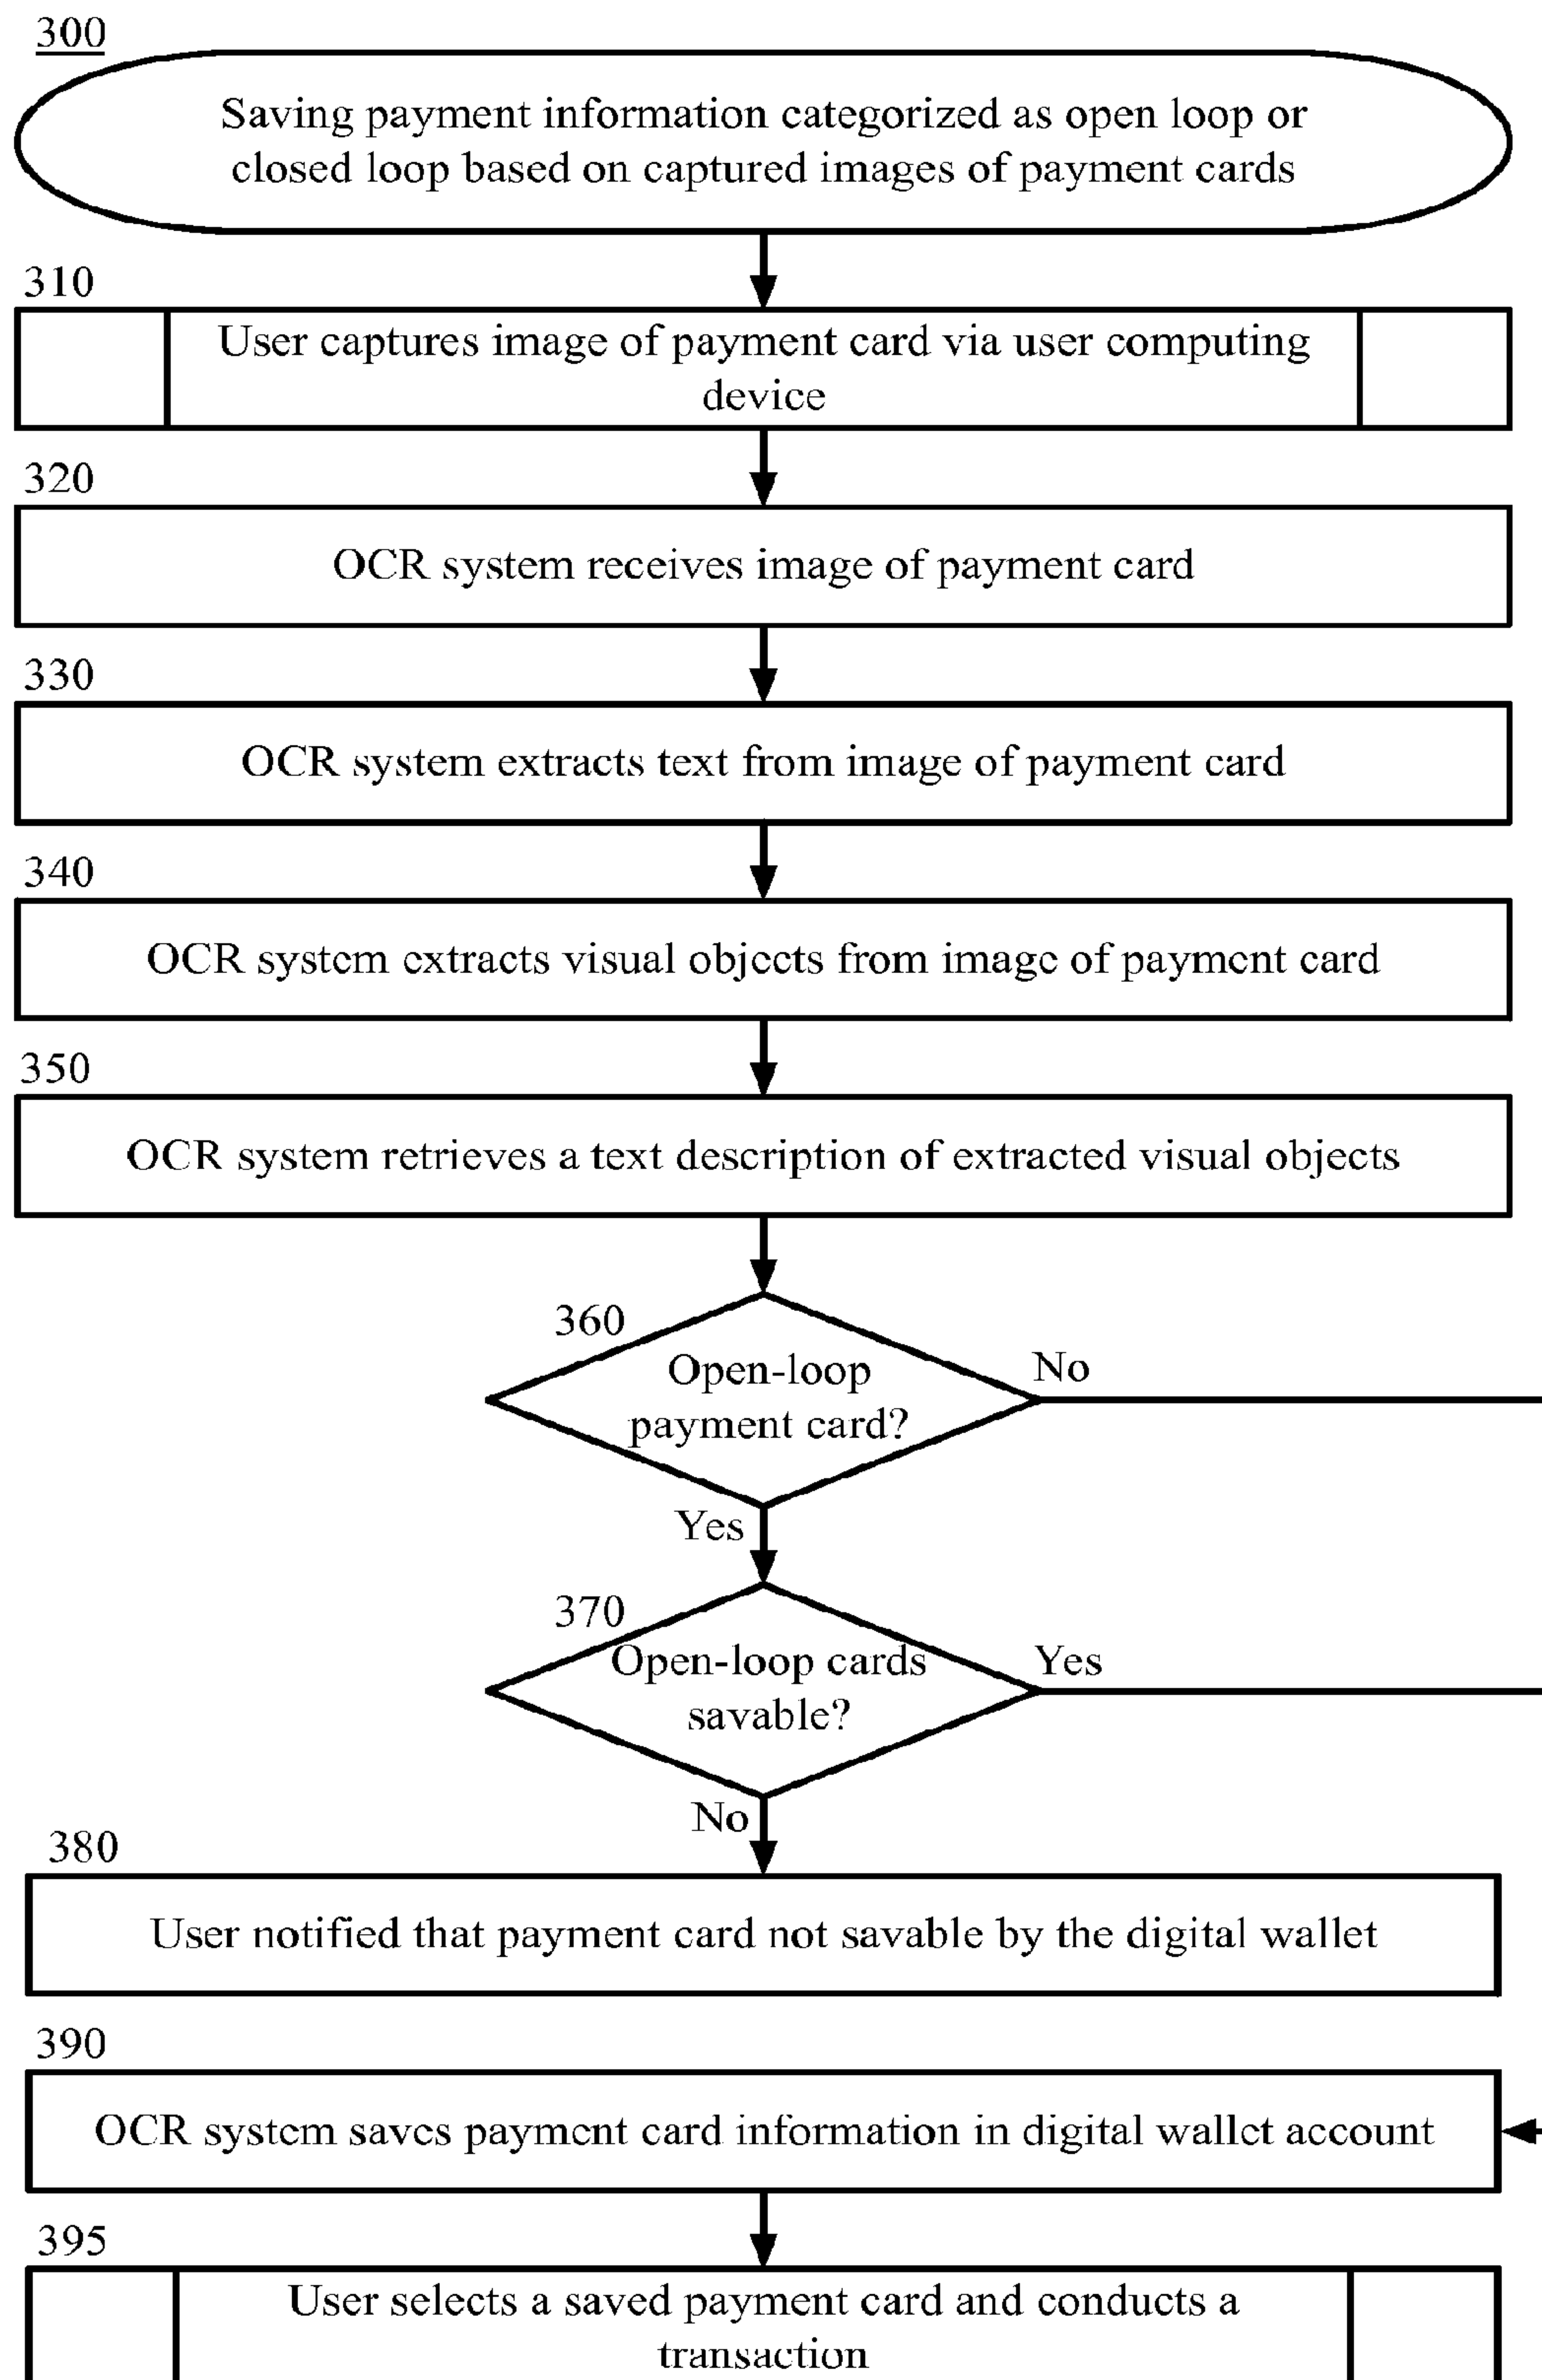 300
Saving payment information categorized as open loop or
closed loop based on captured images of payment cards
310
User captures image of payment card via user computing
device
320
OCR system receives image of payment card
330
OCR system extracts text from image of payment card
340
OCR system extracts visual objects from image of payment card
350
OCR system retrieves a text description of extracted visual objects
360
Open-loop
payment card?
No
Yes
370
Open-loop cards
savable?
Yes
No
380
User notified that payment card not savable by the digital wallet
390
OCR system saves payment card information in digital wallet account
395
User selects a saved payment card and conducts a
transaction